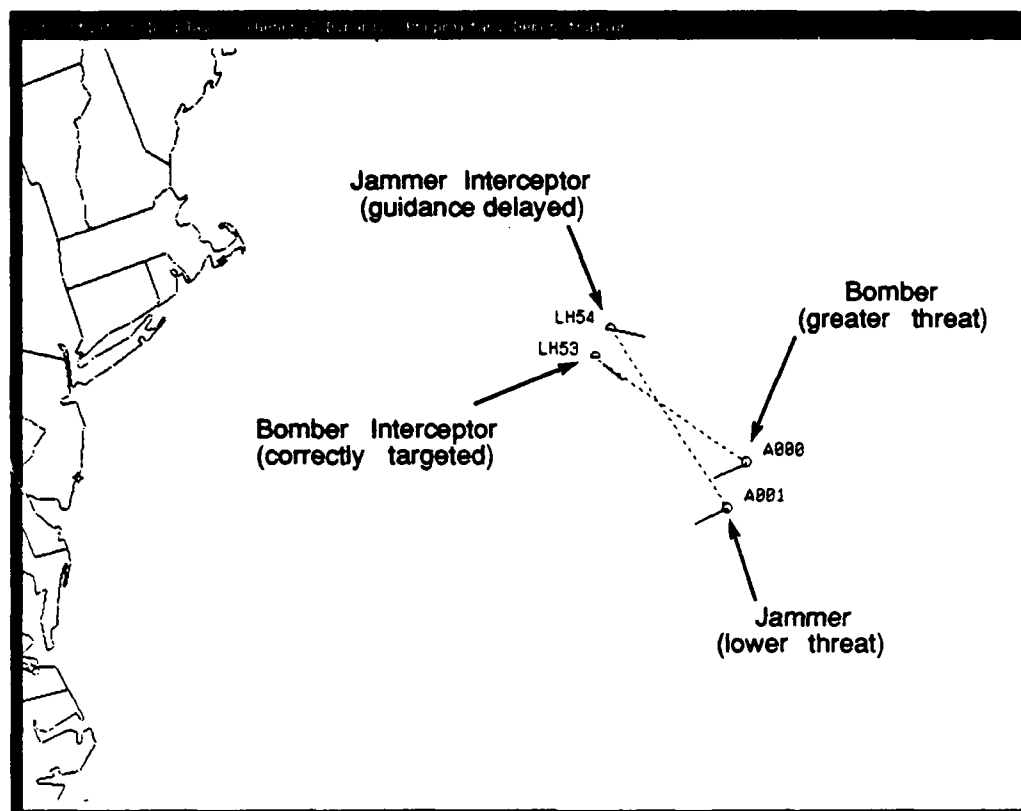 Jammer Interceptor
(guidance delayed)
Bomber
(greater threat)
LH54
LH53
Bomber Interceptor
(correctly targeted)
A000
A001
Jammer
(lower threat)